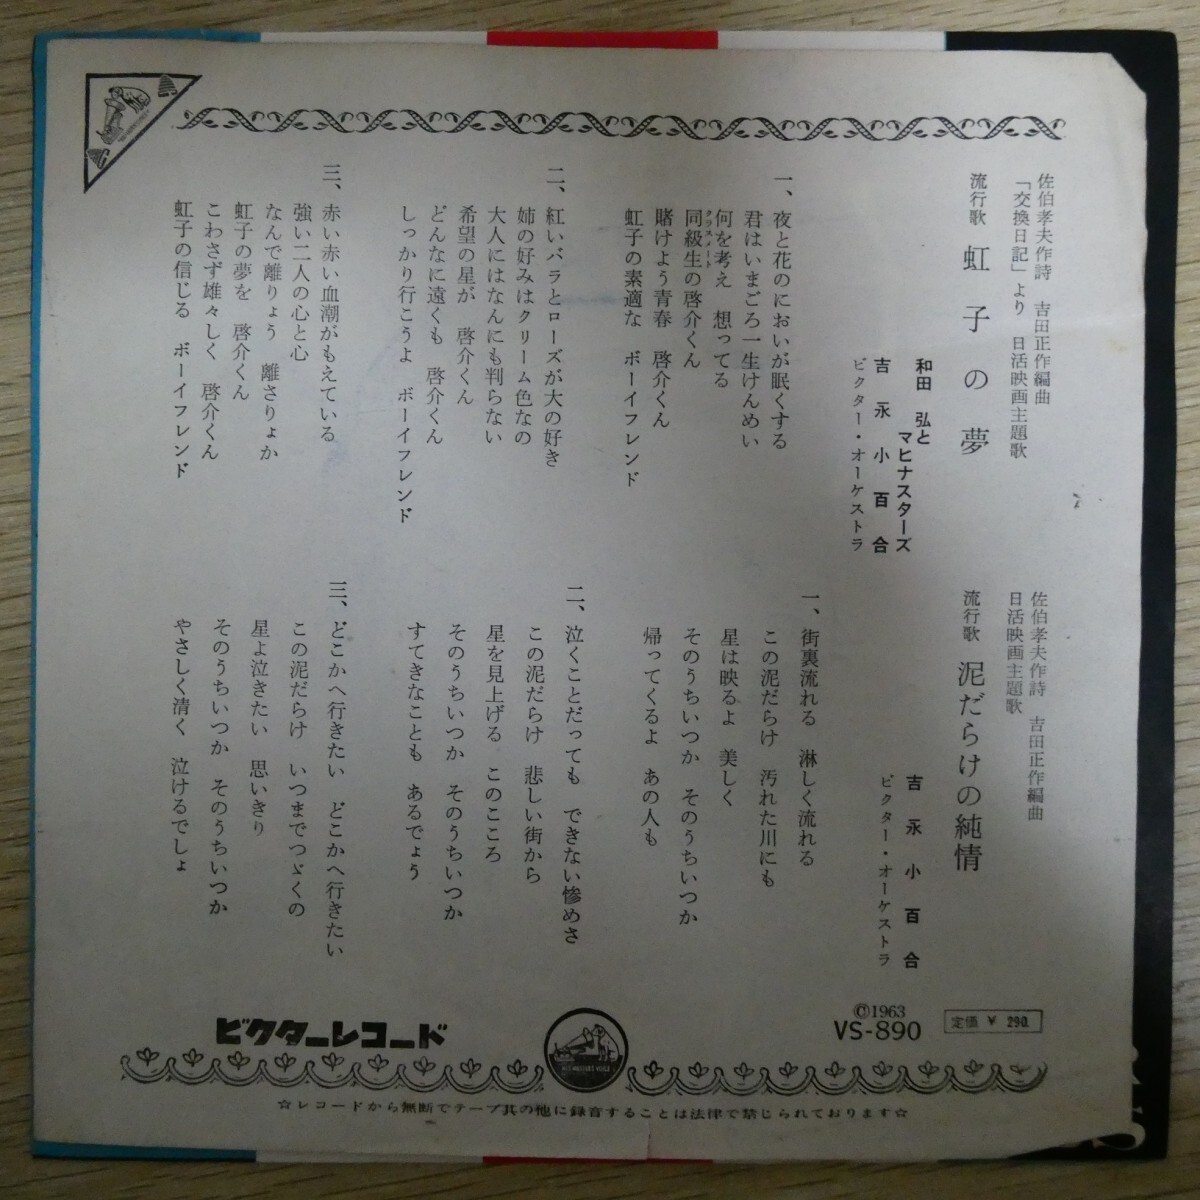 佐伯孝夫作詩　吉田正作編曲
「交換日記」より　日活映画主題歌
流行歌　虹子の夢
和田　弘と
マヒナスターズ
吉永小百合
ビクター・オーケストラ
一、夜と花のにおいが眠くする
君はいまごろ一生けんめい
何を考え　想ってる
同級生の啓介くん
クラスメード
賭けよう青春　啓介くん
虹子の素適な　ボーイフレンド
二、紅いバラとローズが大の好き
姉の好みはクリーム色なの
大人にはなんにも判らない
希望の星が　啓介くん
どんなに遠くも　啓介くん
しっかり行こうよ　ボーイフレンド
三、赤い赤い血潮がもえている
強い二人の心と心
なんで離りょう　離さりょか
虹子の夢を　啓介くん
こわさず雄々しく　啓介くん
虹子の信じる　ボーイフレンド
佐伯孝夫作詩　吉田正作編曲
日活映画主題歌
流行歌　泥だらけの純情
吉永小百合
ビクター・オーケストラ
一、街裏流れる　淋しく流れる
この泥だらけ　汚れた川にも
星は映るよ　美しく
そのうちいつか　そのうちいつか
帰ってくるよ　あの人も
二、泣くことだっても　できない惨めさ
この泥だらけ　悲しい街から
星を見上げる　このこころ
そのうちいつか　そのうちいつか
すてきなことも　あるでしょう
三、どこかへ行きたい　どこかへ行きたい
この泥だらけ　いつまでつゞくの
星よ泣きたい　思いきり
そのうちいつか　そのうちいつか
やさしく清く　泣けるでしょ
ビクターレコード
"HIS MASTER'S VOICE"
©1963
VS-890
定価 ￥ 290.
☆レコードから無断でテープ其の他に録音することは法律で禁じられております☆